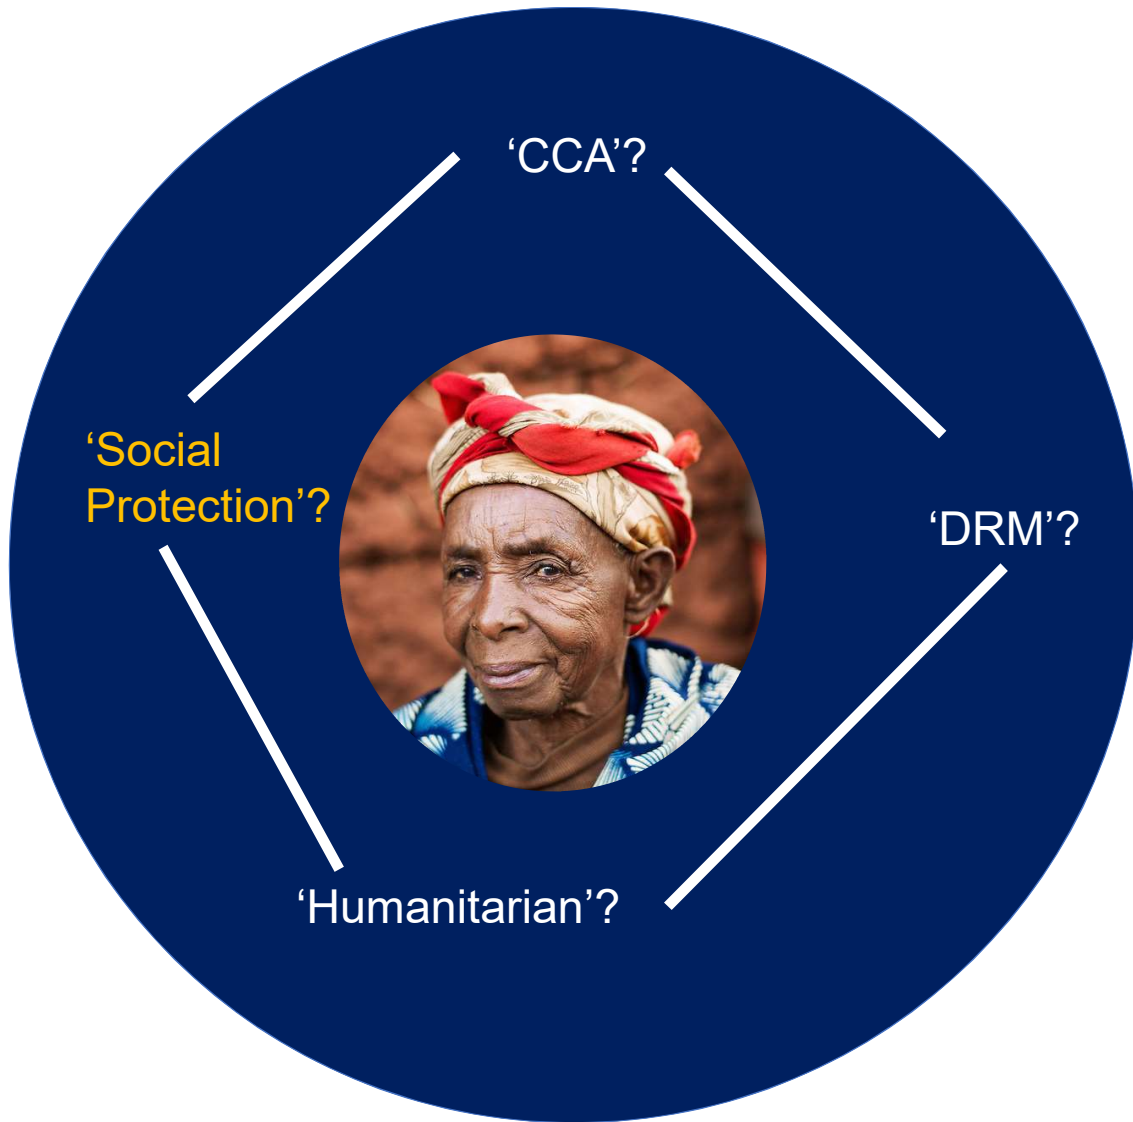 ‘CCA’?
‘Social
Protection’?
‘DRM’?
‘Humanitarian’?